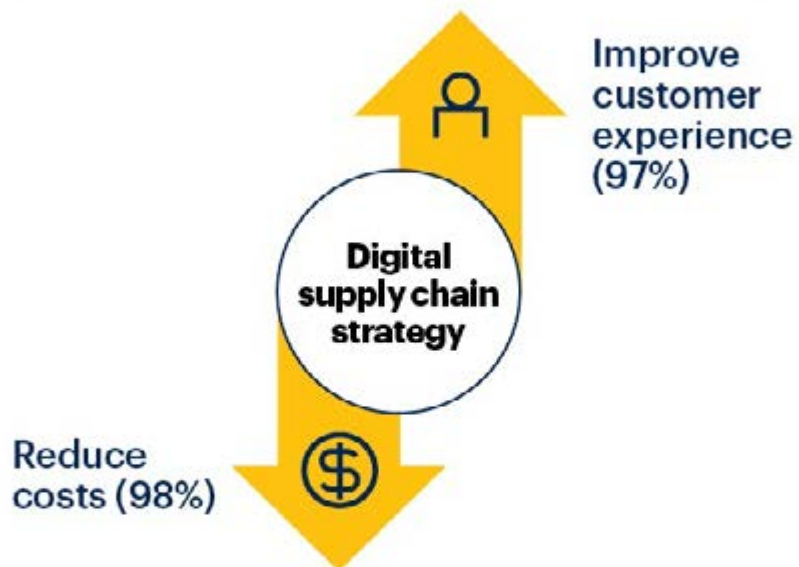 Improve
customer
experience
(97%)
Digital
supply chain
strategy
Reduce
costs (98%)
$